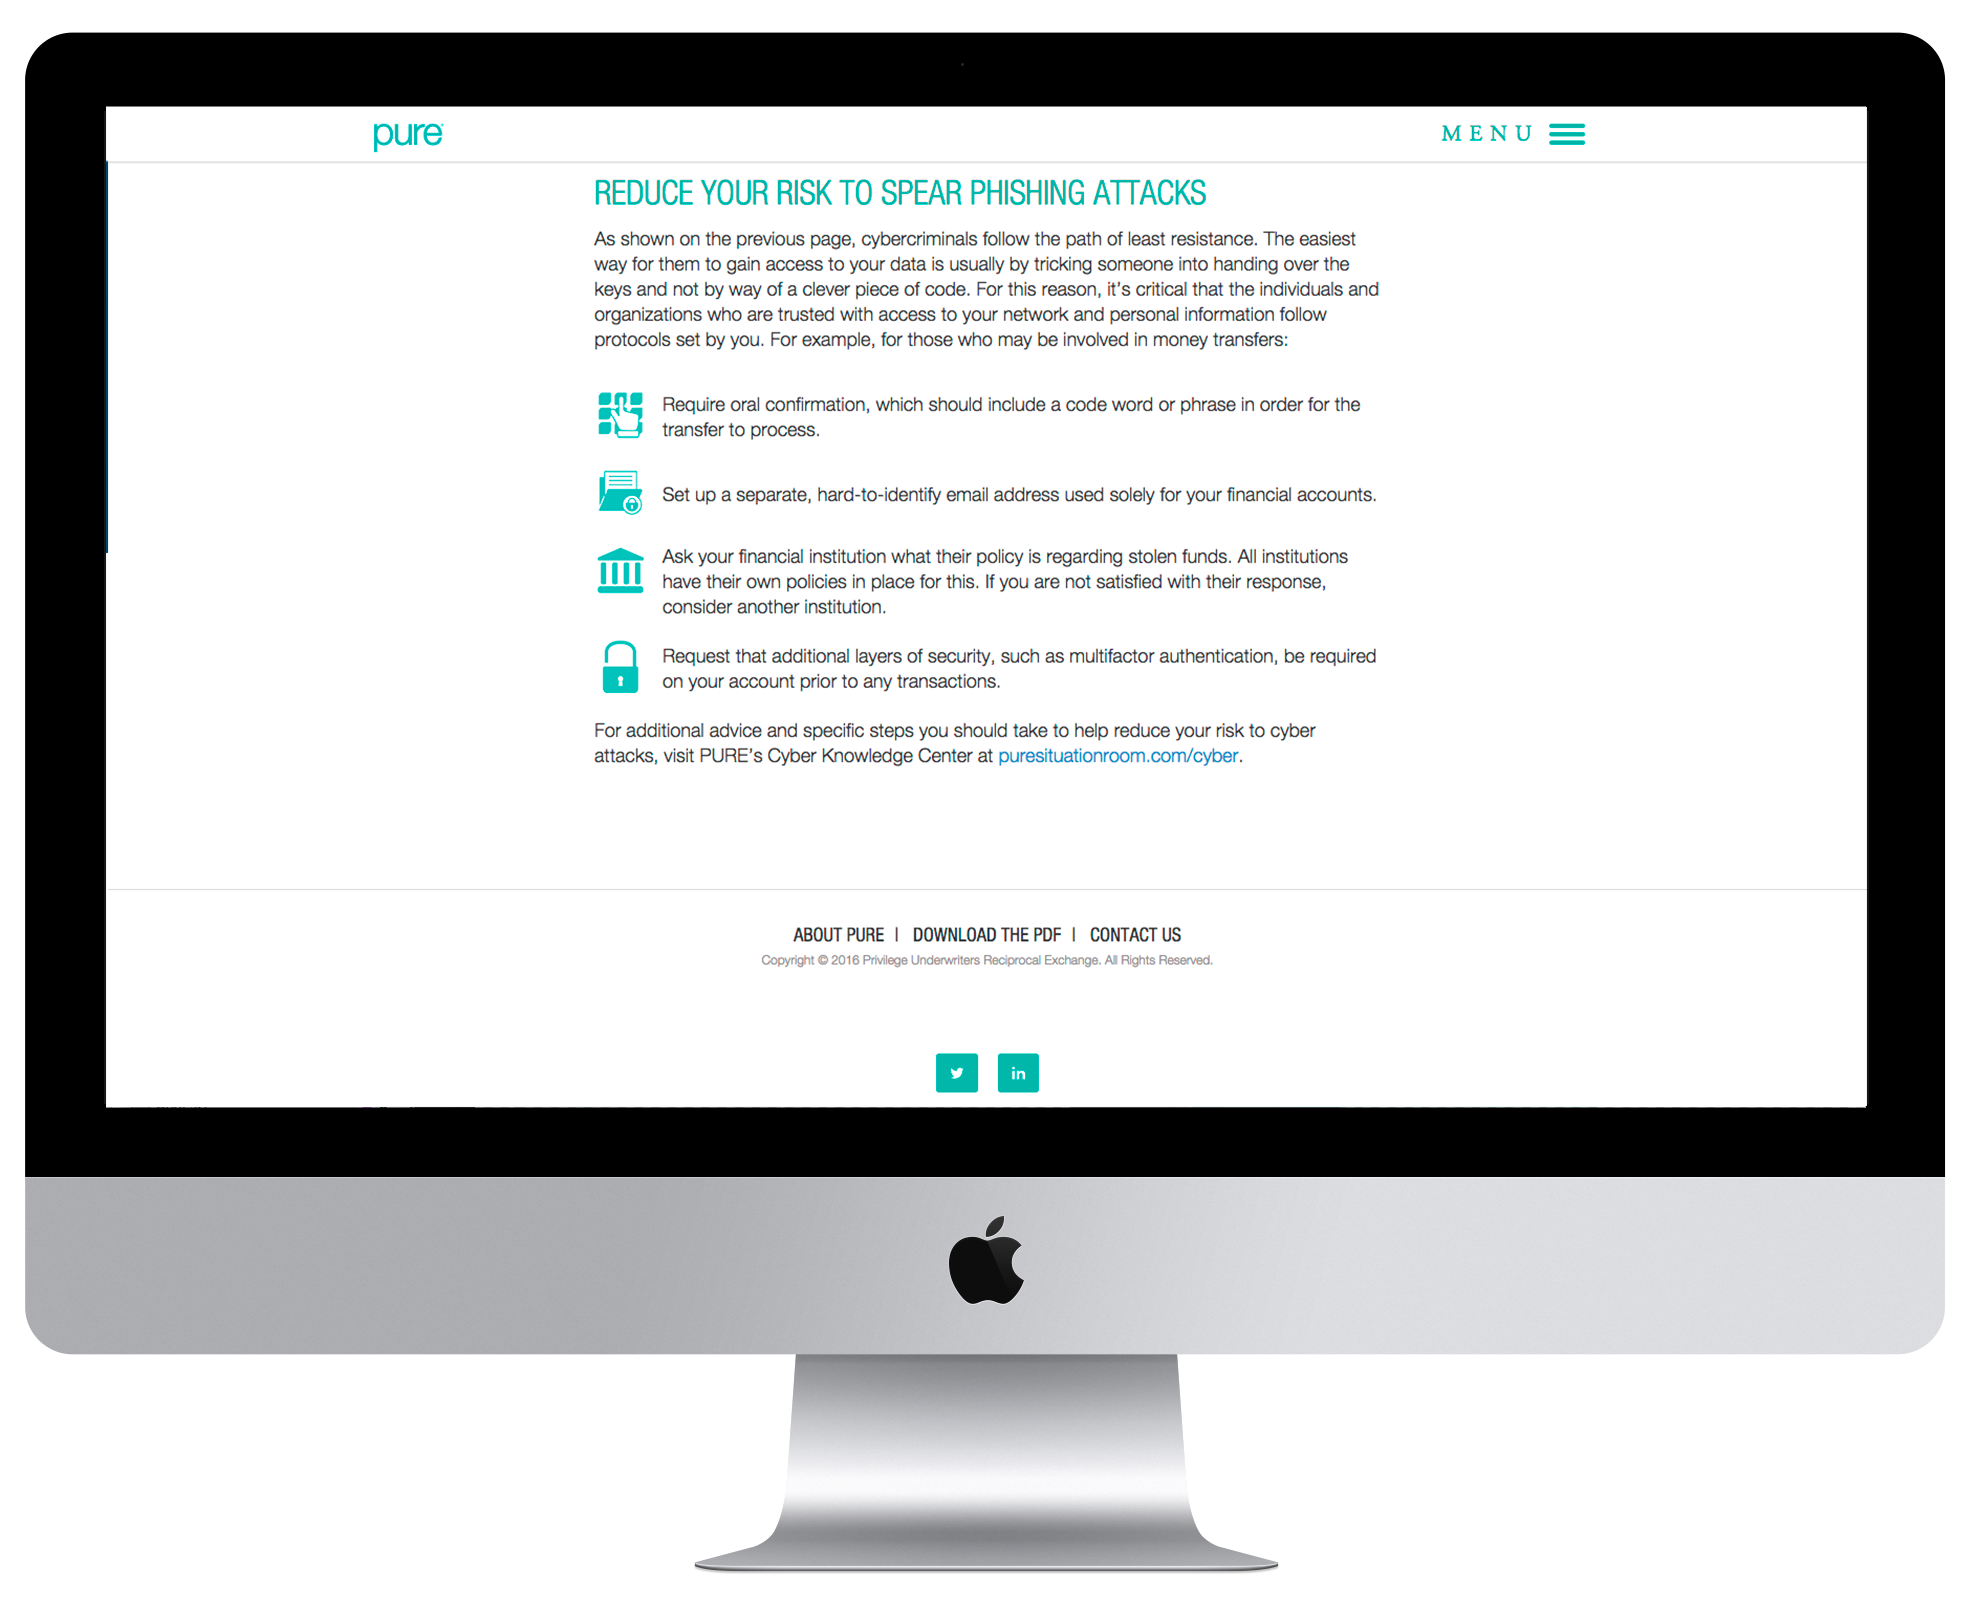 pure
MENU
REDUCE YOUR RISK TO SPEAR PHISHING ATTACKS
As shown on the previous page, cybercriminals follow the path of least resistance. The easiest
way for them to gain access to your data is usually by tricking someone into handing over the
keys and not by way of a clever piece of code. For this reason, it's critical that the individuals and
organizations who are trusted with access to your network and personal information follow
protocols set by you. For example, for those who may be involved in money transfers:
Require oral confirmation, which should include a code word or phrase in order for the
transfer to process.
Set up a separate, hard-to-identify email address used solely for your financial accounts.
Ask your financial institution what their policy is regarding stolen funds. All institutions
have their own policies in place for this. If you are not satisfied with their response,
consider another institution.
Request that additional layers of security, such as multifactor authentication, be required
on your account prior to any transactions.
For additional advice and specific steps you should take to help reduce your risk to cyber
attacks, visit PURE's Cyber Knowledge Center at puresituationroom.com/cyber.
ABOUT PURE | DOWNLOAD THE PDF | CONTACT US
Copyright © 2016 Privilege Underwriters Reciprocal Exchange. All Rights Reserved.
in